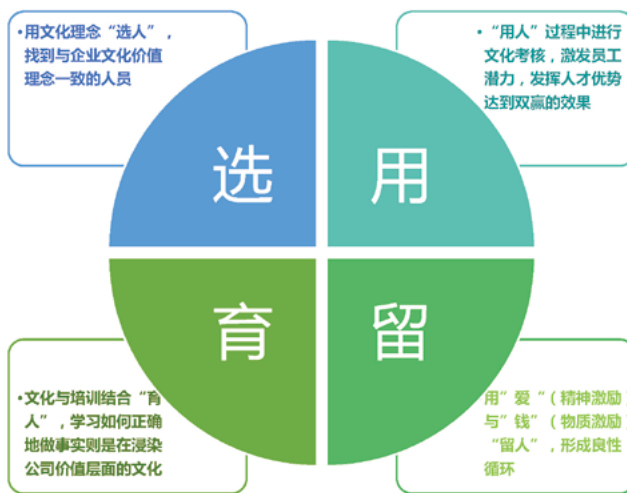 •用文化理念“选人”，
找到与企业文化价值
理念一致的人员
• “用人”过程中进行
文化考核，激发员工
潜力，发挥人才优势
达到双赢的效果
选
用
育
留
•文化与培训结合“育
人”，学习如何正确
地做事实则是在浸染
公司价值层面的文化
用”爱“（精神激励）
与”钱”（物质激励）
“留人”，形成良性
循环